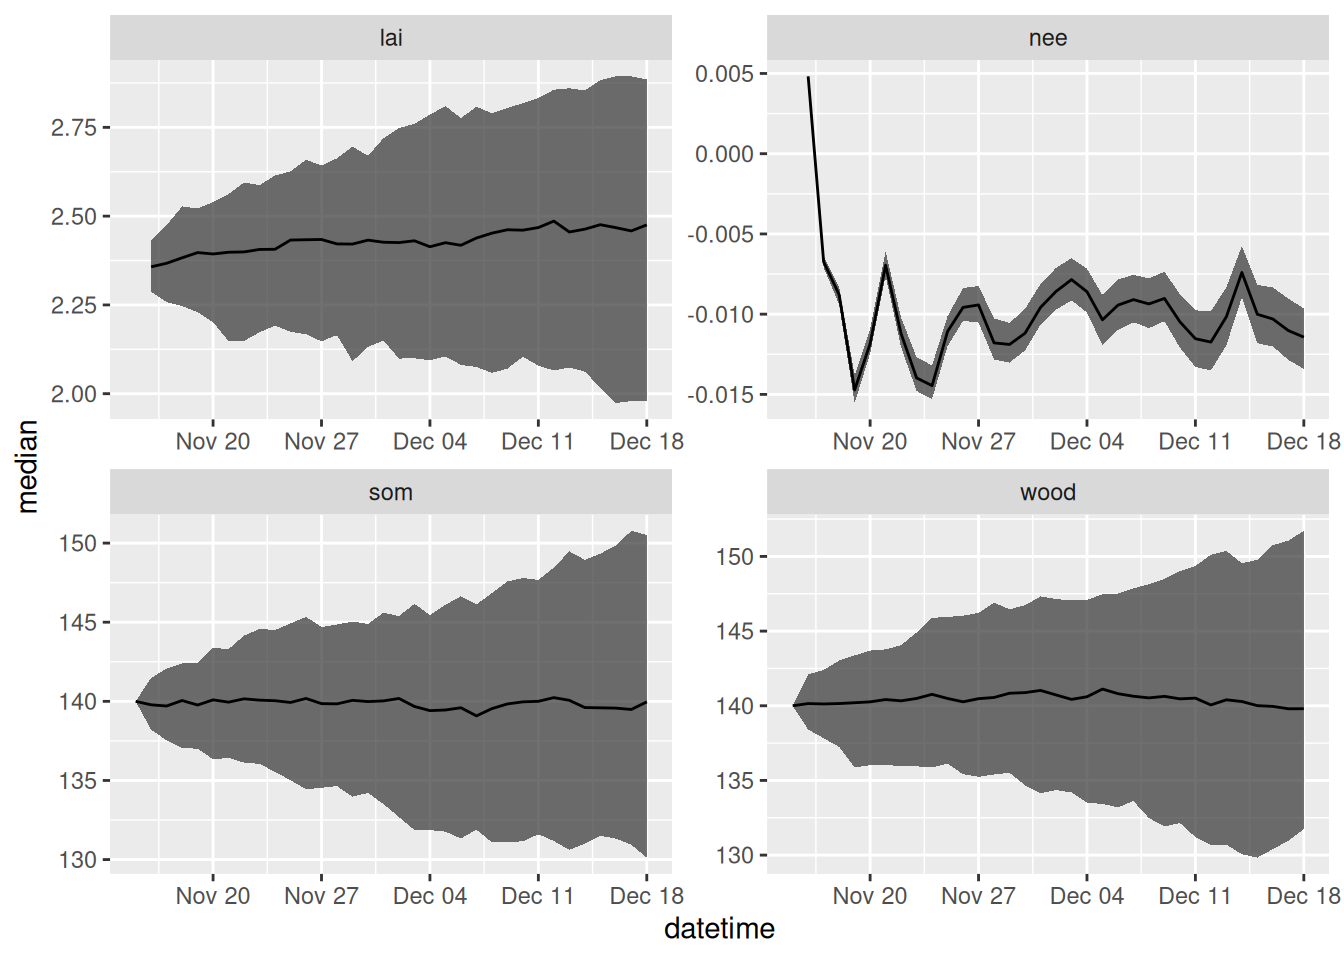 lai
nee
2.75
2.50
2.25
2.00
0.005
0.000
-0.005
-0.010
-0.015
Nov 20 Nov 27 Dec 04 Dec 11 Dec 18
Nov 20 Nov 27 Dec 04 Dec 11 Dec 18
median
som
wood
150
145
140
135
130
150
145
140
135
130
Nov 20 Nov 27 Dec 04 Dec 11 Dec 18
Nov 20 Nov 27 Dec 04 Dec 11 Dec 18
datetime